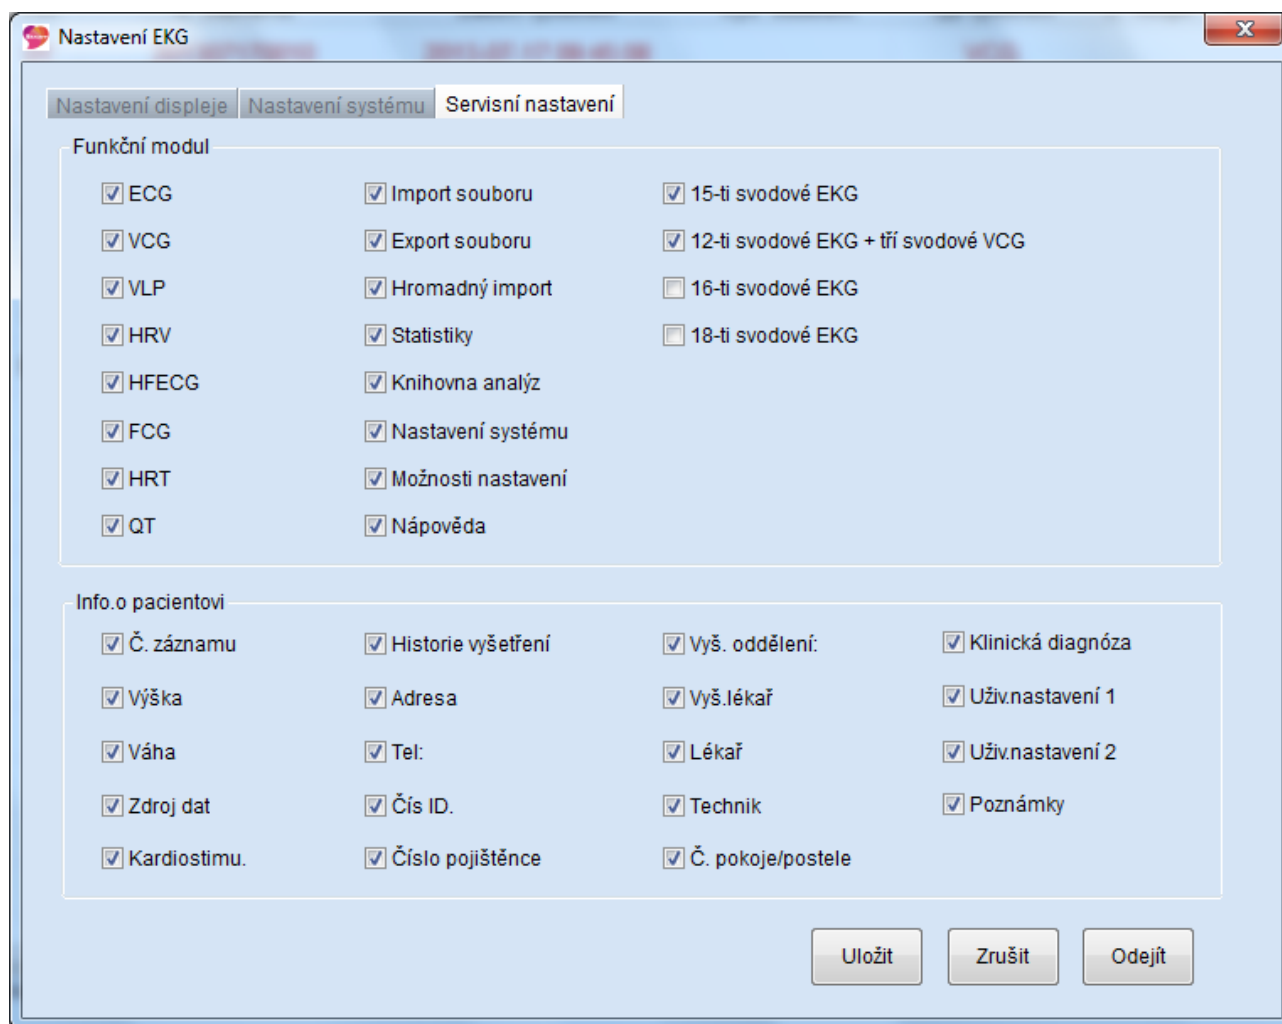 Nastavení EKG
Nastavení displeje Nastavení systému Servisní nastavení
Funkční modul
ECG Import souboru 15-ti svodové EKG
VCG Export souboru 12-ti svodové EKG + tří svodové VCG
VLP Hromadný import 16-ti svodové EKG
HRV Statistiky 18-ti svodové EKG
HFECG Knihovna analýz
FCG Nastavení systému
HRT Možnosti nastavení
QT Nápověda
Info.o pacientovi
Č. záznamu Historie vyšetření Vyš. oddělení: Klinická diagnóza
Výška Adresa Vyš.lékař Uživ.nastavení 1
Váha Tel: Lékař Uživ.nastavení 2
Zdroj dat Čís ID. Technik Poznámky
Kardiostimu. Číslo pojištěnce Č. pokoje/postele
Uložit Zrušit Odejít